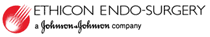 ETHICON ENDO-SURGERY
a Johnson & Johnson company